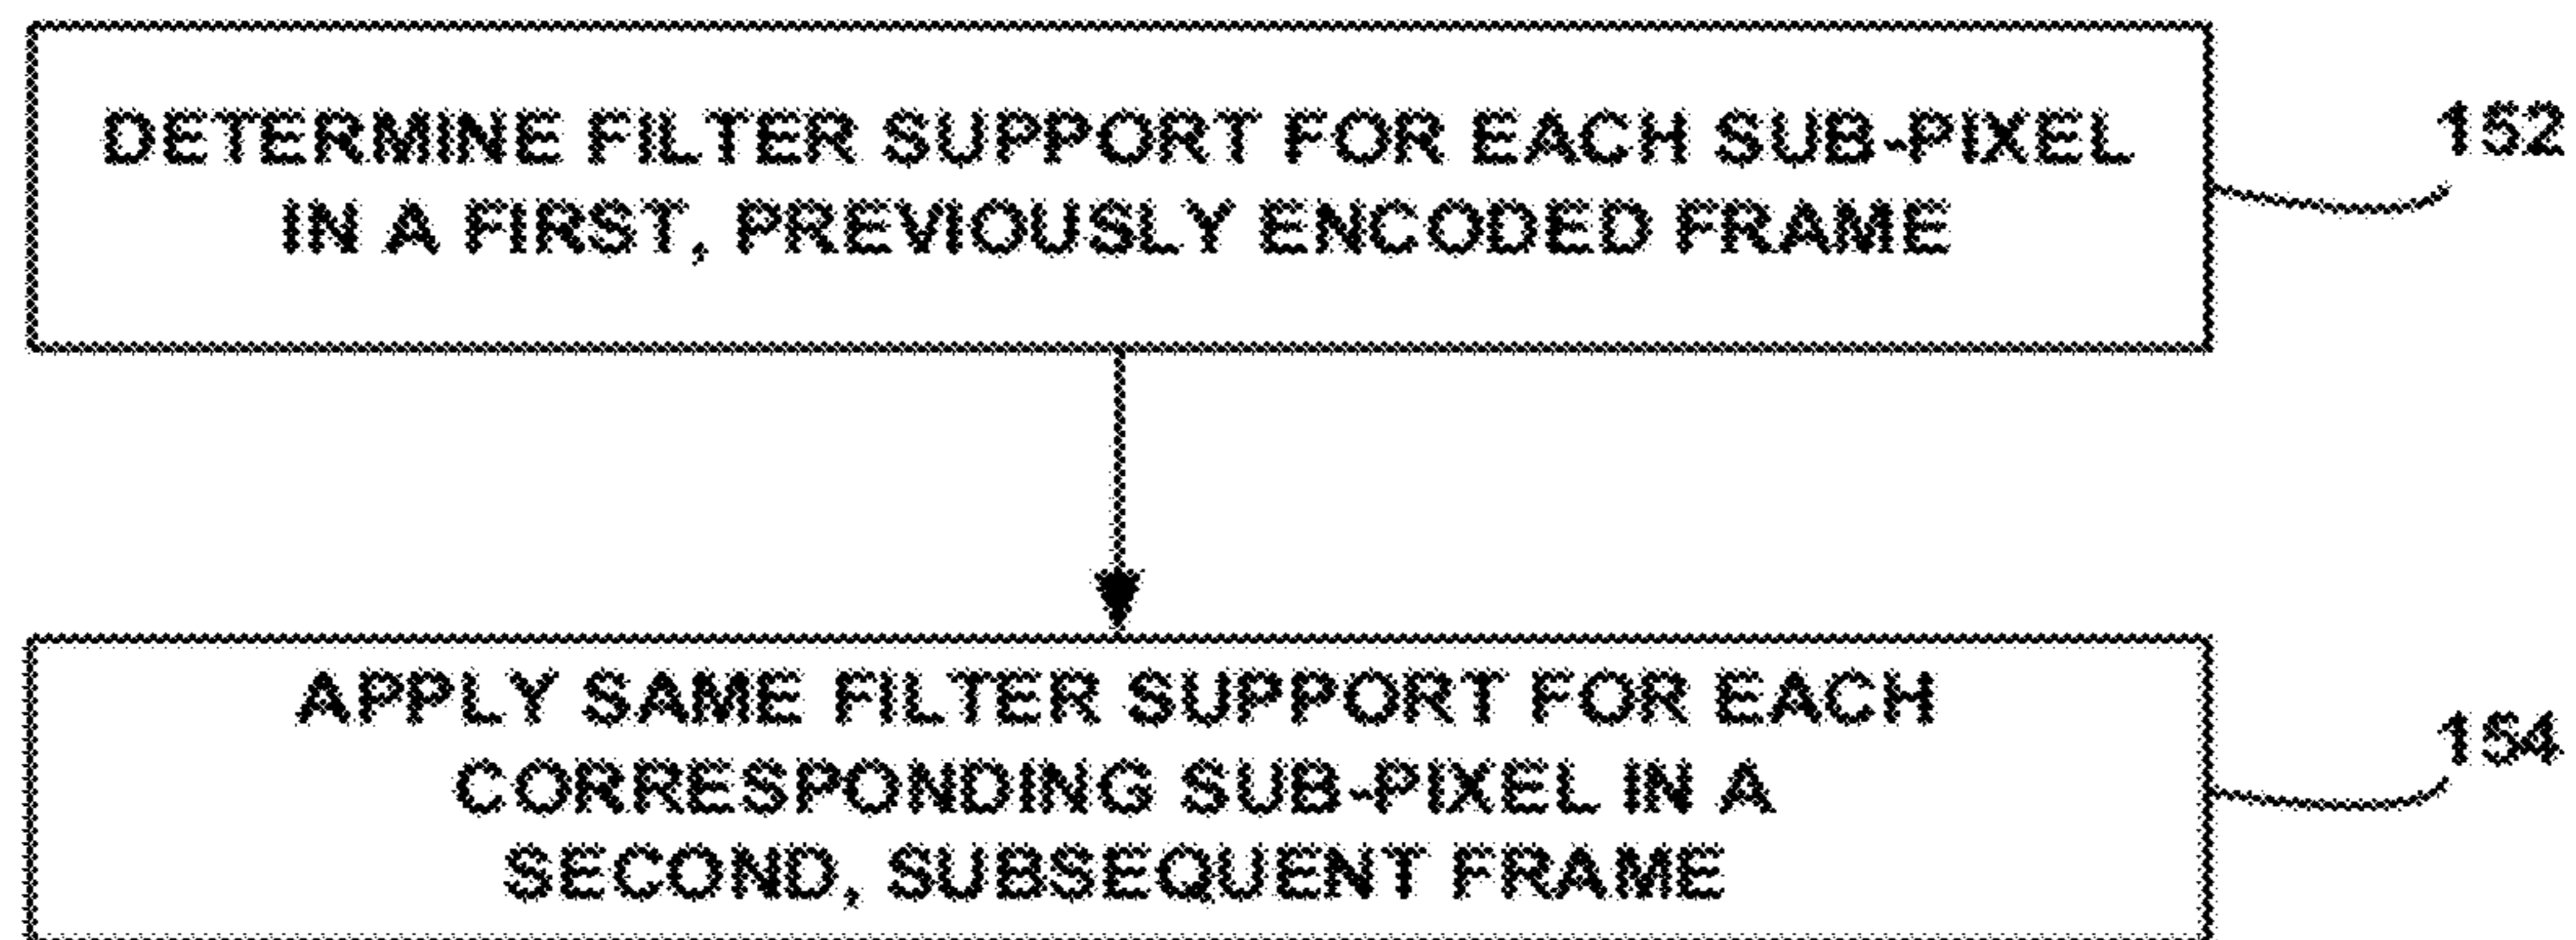 DETERMINE FILTER SUPPORT FOR EACH SUB-PIXEL
IN A FIRST, PREVIOUSLY ENCODED FRAME
152
APPLY SAME FILTER SUPPORT FOR EACH
CORRESPONDING SUB-PIXEL IN A
SECOND, SUBSEQUENT FRAME
154